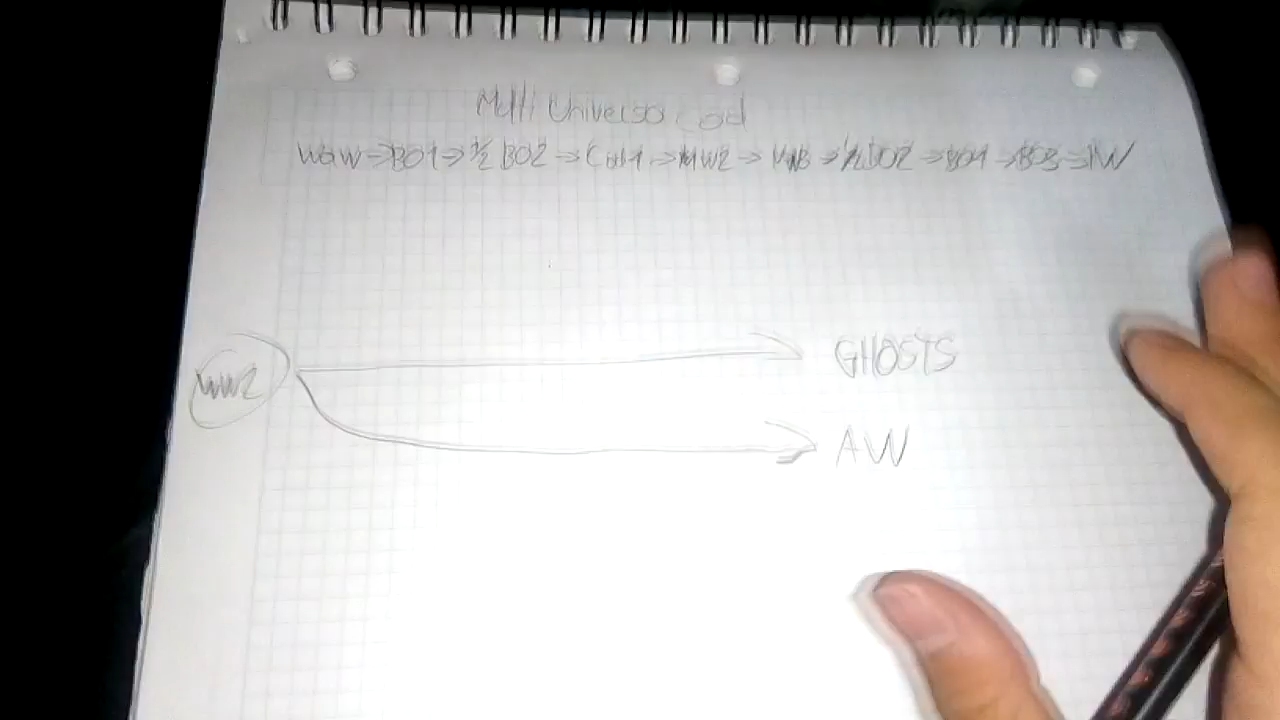 Multi Universo Cod
WaW → BO1 → 1/2 BO2 → Cod4 → MW2 → MW3 → 1/2 BO2 → BO4 → BO3 → IW
GHOSTS
WW2
AW